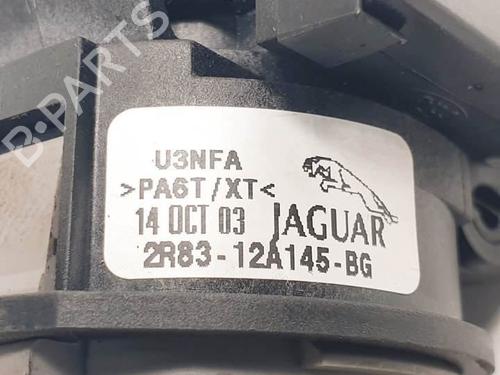 B-PARTS
U3NFA
>PA6T/XT<
14 OCT 03 JAGUAR
2R83-12A145-BG